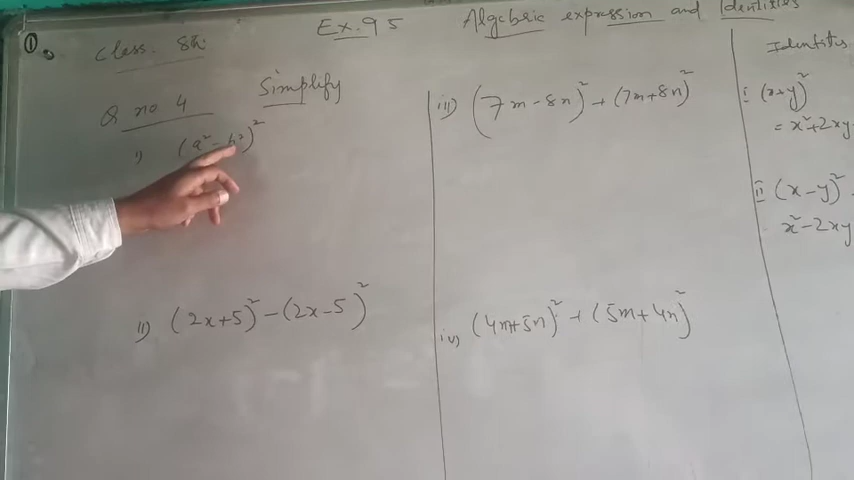 ① Ex. 9 5 Algebric expression and Identities
Class. 8th
Q no 4 Simplify
i) (a² - b²)²
ii) (2x+5)² - (2x-5)²
iii) (7m-8n)² + (7m+8n)²
iv) (4m+5n)² + (5m+4n)²
Identitis
i (x+y)²
= x²+2xy
ii (x-y)²
x²-2xy